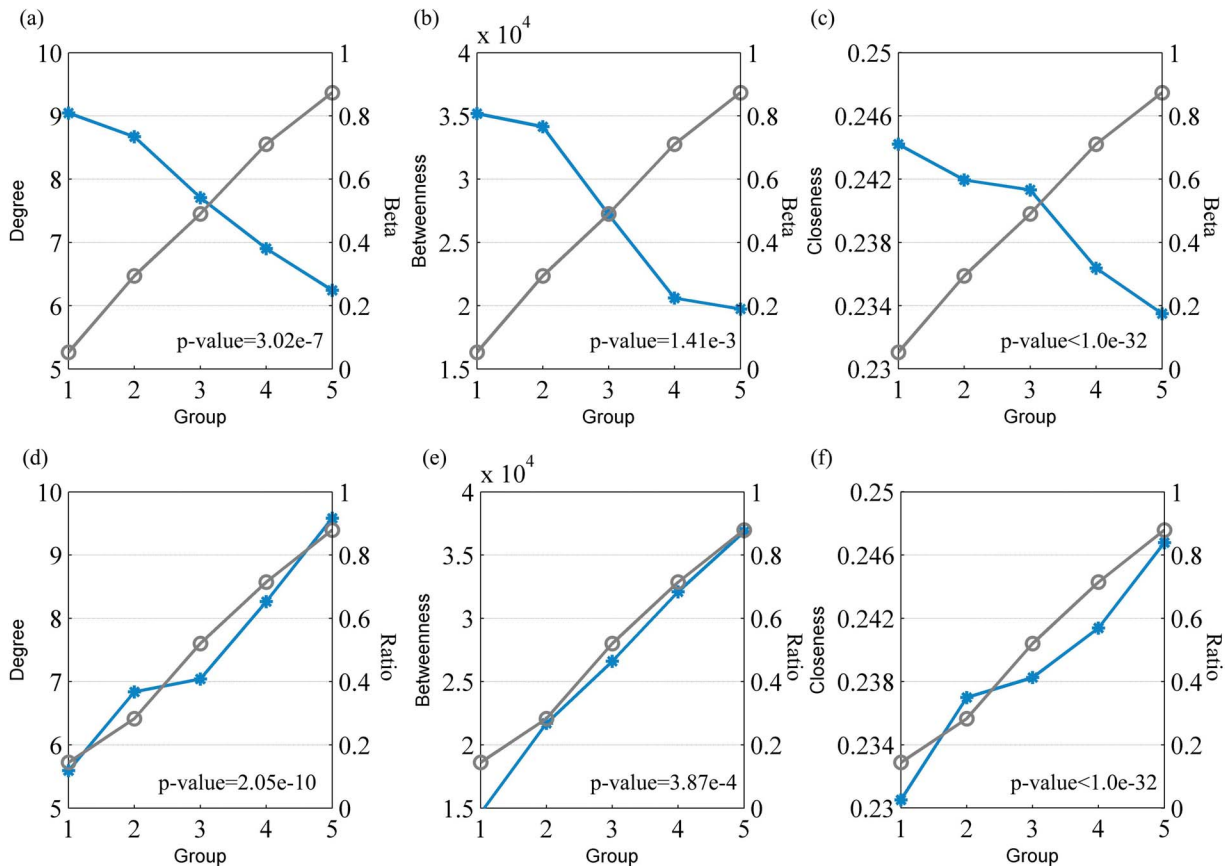 (a)
10
9
8
7
6
5
Degree
1
0.8
0.6
0.4
0.2
0
Beta
p-value=3.02e-7
1 2 3 4 5
Group
(b)
x 10^4
4
3.5
3
2.5
2
1.5
Betweenness
1
0.8
0.6
0.4
0.2
0
Beta
p-value=1.41e-3
1 2 3 4 5
Group
(c)
0.25
0.246
0.242
0.238
0.234
0.23
Closeness
1
0.8
0.6
0.4
0.2
0
Beta
p-value<1.0e-32
1 2 3 4 5
Group
(d)
10
9
8
7
6
5
Degree
1
0.8
0.6
0.4
0.2
0
Ratio
p-value=2.05e-10
1 2 3 4 5
Group
(e)
x 10^4
4
3.5
3
2.5
2
1.5
Betweenness
1
0.8
0.6
0.4
0.2
0
Ratio
p-value=3.87e-4
1 2 3 4 5
Group
(f)
0.25
0.246
0.242
0.238
0.234
0.23
Closeness
1
0.8
0.6
0.4
0.2
0
Ratio
p-value<1.0e-32
1 2 3 4 5
Group